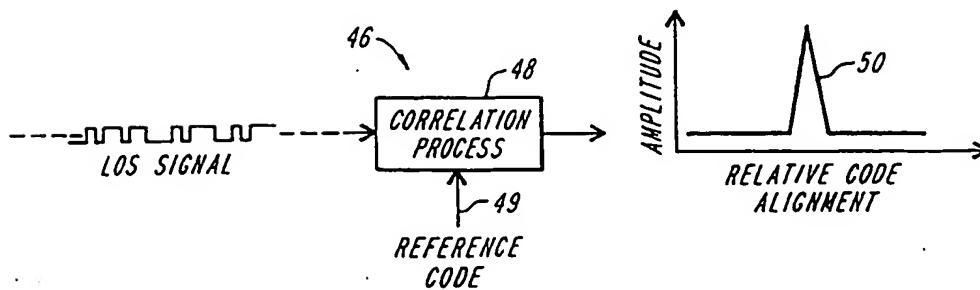 46
48
CORRELATION
PROCESS
LOS SIGNAL
49
REFERENCE
CODE
AMPLITUDE
50
RELATIVE CODE
ALIGNMENT